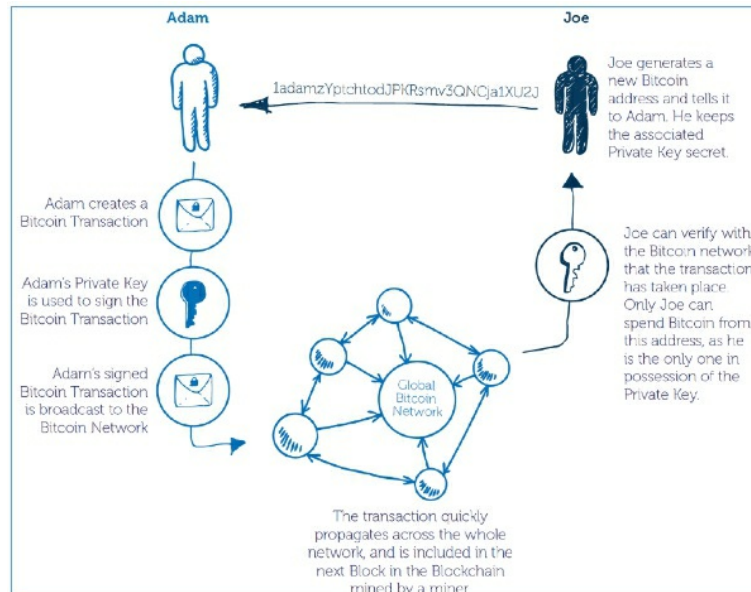 Adam
Joe
1adamzYptchtodJPKRsmv3QNCja1XU2J
Joe generates a
new Bitcoin
address and tells it
to Adam. He keeps
the associated
Private Key secret.
Adam creates a
Bitcoin Transaction
Adam's Private Key
is used to sign the
Bitcoin Transaction
Adam's signed
Bitcoin Transaction
is broadcast to the
Bitcoin Network
Global
Bitcoin
Network
Joe can verify with
the Bitcoin network
that the transaction
has taken place.
Only Joe can
spend Bitcoin from
this address, as he
is the only one in
possession of the
Private Key.
The transaction quickly
propagates across the whole
network, and is included in the
next Block in the Blockchain
mined by a miner